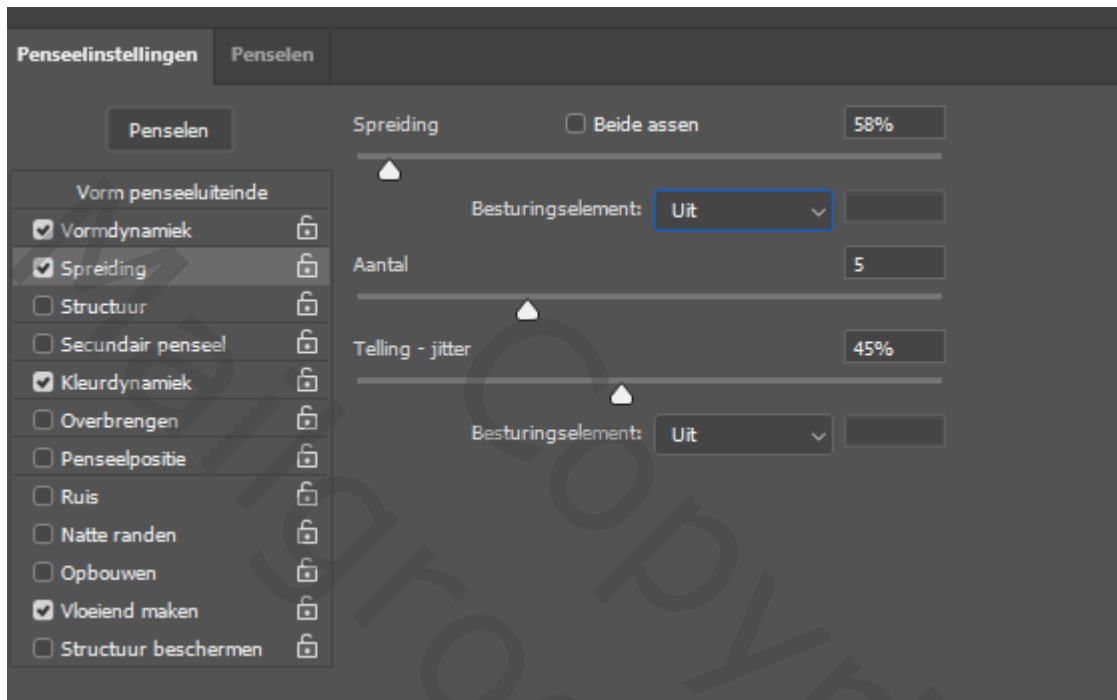 Penseelinstellingen Penselen
Penselen
Vorm penseeluiteinde
Vormdynamiek
Spreiding
Structuur
Secundair penseel
Kleurdynamiek
Overbrengen
Penseelpositie
Ruis
Natte randen
Opbouwen
Vloeiend maken
Structuur beschermen
Spreiding Beide assen 58%
Besturingselement: Uit
Aantal 5
Telling - jitter 45%
Besturingselement: Uit